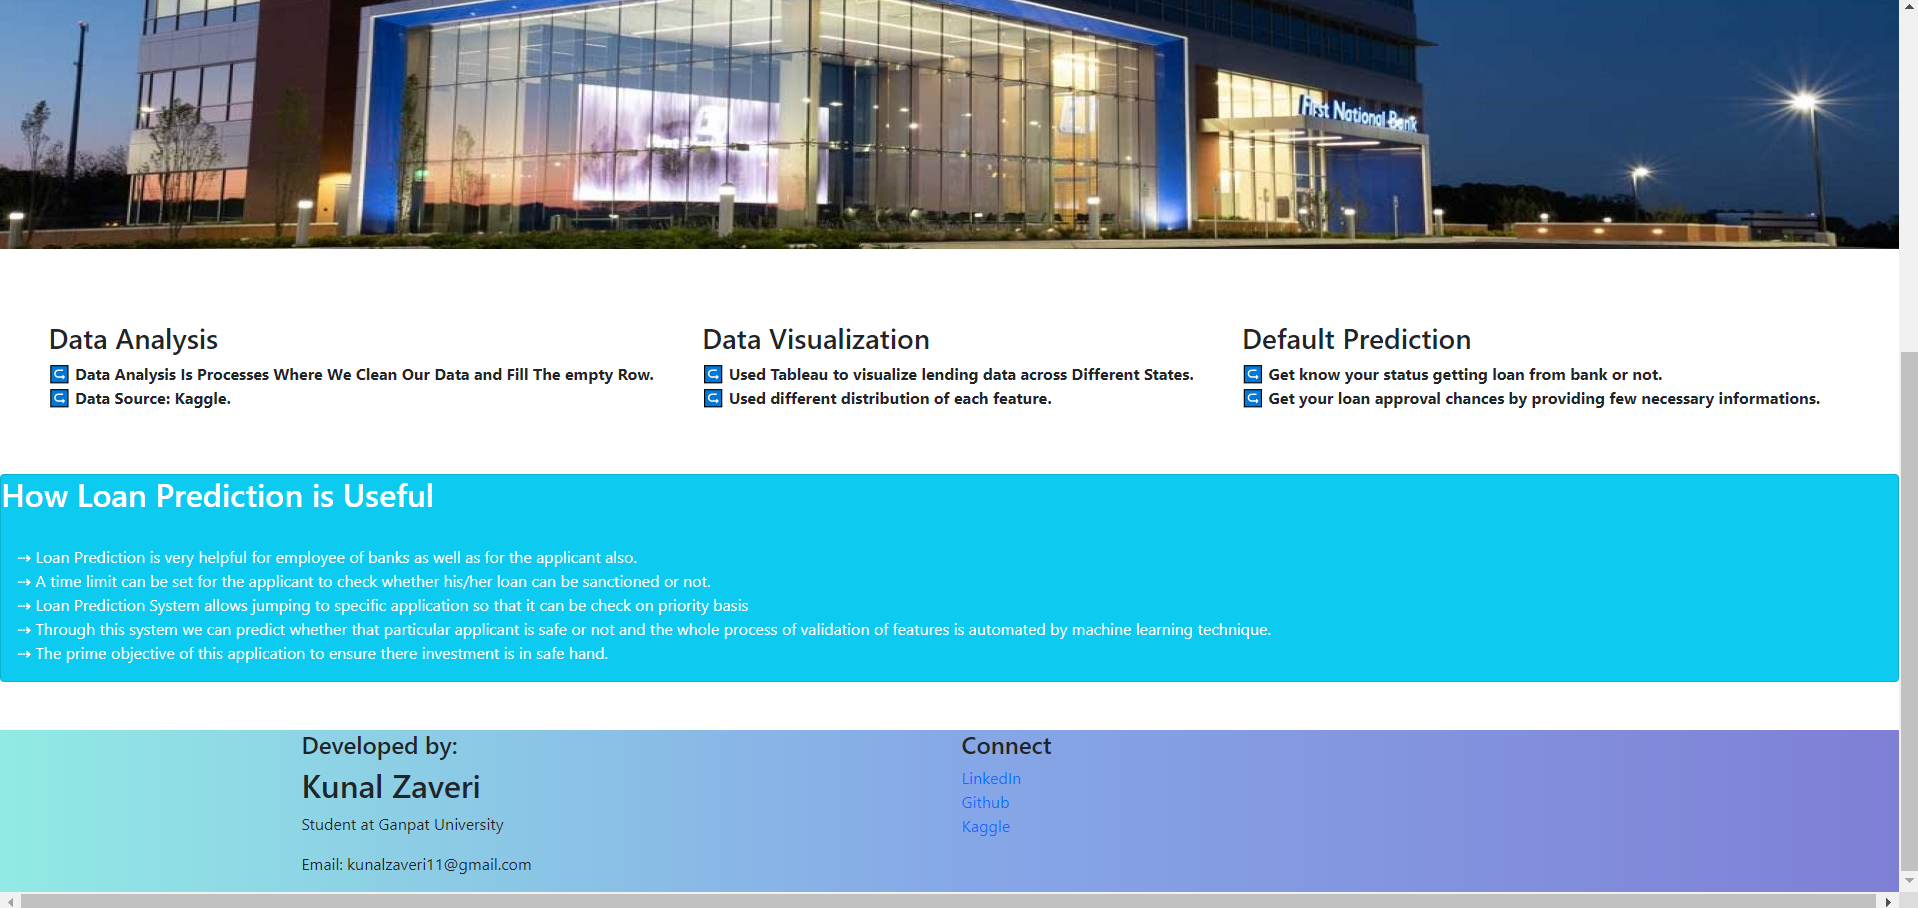 First National Bank
Data Analysis
Data Analysis Is Processes Where We Clean Our Data and Fill The empty Row.
Data Source: Kaggle.
Data Visualization
Used Tableau to visualize lending data across Different States.
Used different distribution of each feature.
Default Prediction
Get know your status getting loan from bank or not.
Get your loan approval chances by providing few necessary informations.
How Loan Prediction is Useful
⇢ Loan Prediction is very helpful for employee of banks as well as for the applicant also.
⇢ A time limit can be set for the applicant to check whether his/her loan can be sanctioned or not.
⇢ Loan Prediction System allows jumping to specific application so that it can be check on priority basis
⇢ Through this system we can predict whether that particular applicant is safe or not and the whole process of validation of features is automated by machine learning technique.
⇢ The prime objective of this application to ensure there investment is in safe hand.
Developed by:
Kunal Zaveri
Student at Ganpat University
Email: kunalzaveri11@gmail.com
Connect
LinkedIn
Github
Kaggle